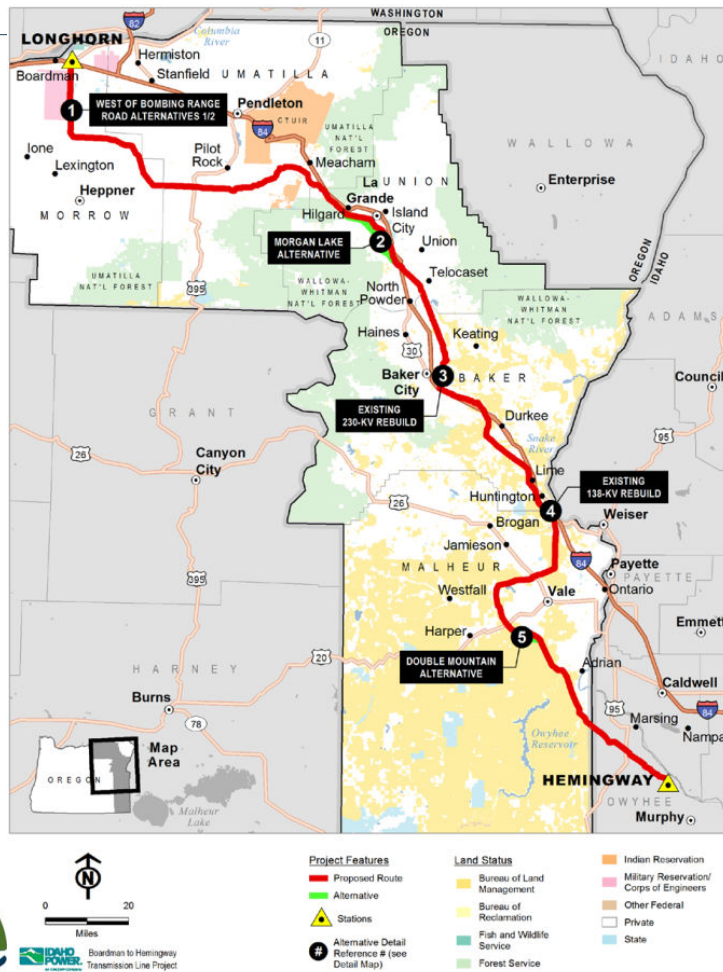 WASHINGTON
OREGON
LONGHORN
82
Columbia
River
11
IDAHO
Hermiston
Boardman
Stanfield
UMATILLA
1
WEST OF BOMBING RANGE
ROAD ALTERNATIVES 1/2
Pendleton
84
CTUIR
UMATILLA
NAT'L FOREST
WALLOWA
Ione
Lexington
Pilot
Rock
Meacham
Heppner
MORROW
La
Grande
UNION
Enterprise
Hilgard
Island
City
2
MORGAN LAKE
ALTERNATIVE
Union
OREGON
IDAHO
Telocaset
UMATILLA
NAT'L FOREST
395
WALLOWA-
WHITMAN
NAT'L FOREST
North
Powder
WALLOWA-
WHITMAN
NAT'L FOREST
ADAMS
Haines
30
Keating
Baker
City
3
BAKER
Council
EXISTING
230-KV REBUILD
GRANT
Durkee
95
Snake
River
26
Canyon
City
Lime
EXISTING
138-KV REBUILD
Huntington
4
26
Brogan
Weiser
Jamieson
84
395
MALHEUR
Payette
PAYETTE
Westfall
Vale
Ontario
Emmett
Harper
5
20
DOUBLE MOUNTAIN
ALTERNATIVE
Adrian
HARNEY
Caldwell
84
Burns
95
Marsing
Nampa
78
Owyhee
Reservoir
Map
Area
OREGON
HEMINGWAY
OWYHEE
Malheur
Lake
Murphy
N
0
20
Miles
IDAHO
POWER
Boardman to Hemingway
Transmission Line Project
Project Features
Proposed Route
Alternative
Stations
#
Alternative Detail
Reference # (see
Detail Map)
Land Status
Bureau of Land
Management
Bureau of
Reclamation
Fish and Wildlife
Service
Forest Service
Indian Reservation
Military Reservation/
Corps of Engineers
Other Federal
Private
State